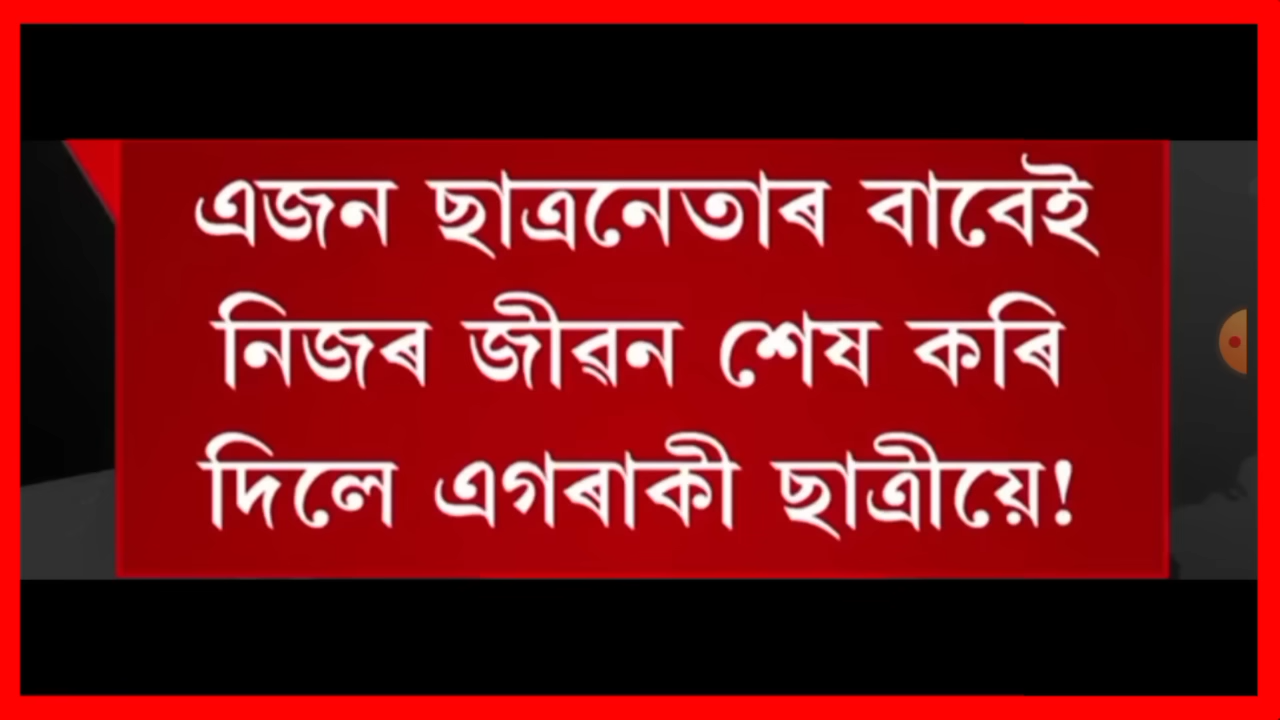 এজন ছাত্ৰনেতাৰ বাবেই
নিজৰ জীৱন শেষ কৰি
দিলে এগৰাকী ছাত্ৰীয়ে!